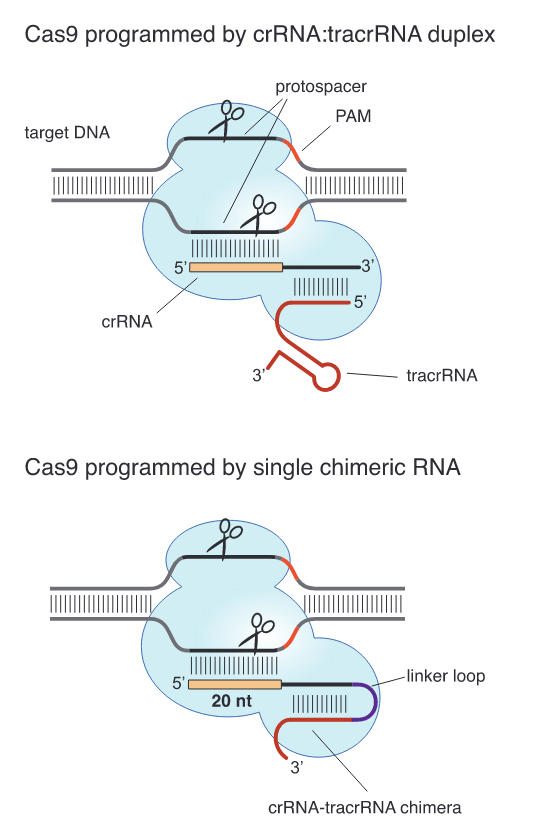 Cas9 programmed by crRNA:tracrRNA duplex
protospacer
PAM
target DNA
5’
3’
5’
crRNA
3’
tracrRNA
Cas9 programmed by single chimeric RNA
5’
linker loop
20 nt
3’
crRNA-tracrRNA chimera